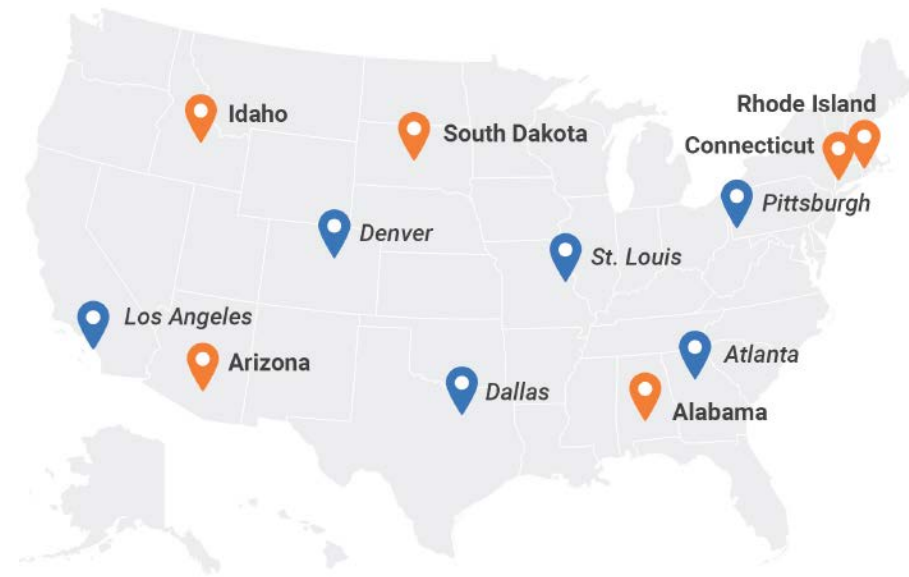 Rhode Island
Idaho
South Dakota
Connecticut
Pittsburgh
Denver
St. Louis
Los Angeles
Atlanta
Arizona
Dallas
Alabama